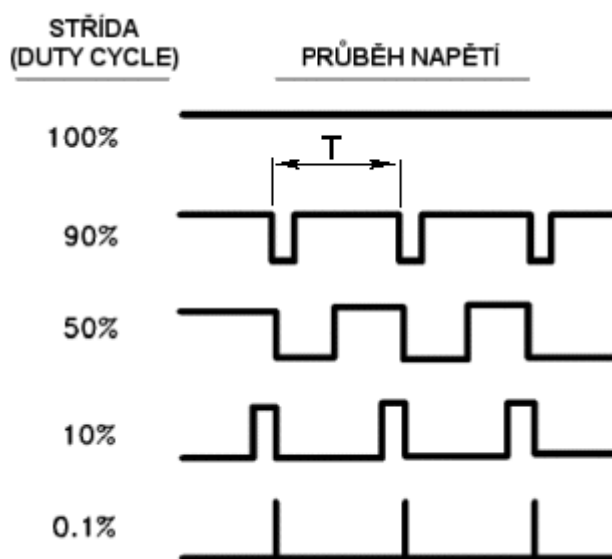 STŘÍDA
(DUTY CYCLE)
PRŮBĚH NAPĚTÍ
100%
T
90%
50%
10%
0.1%